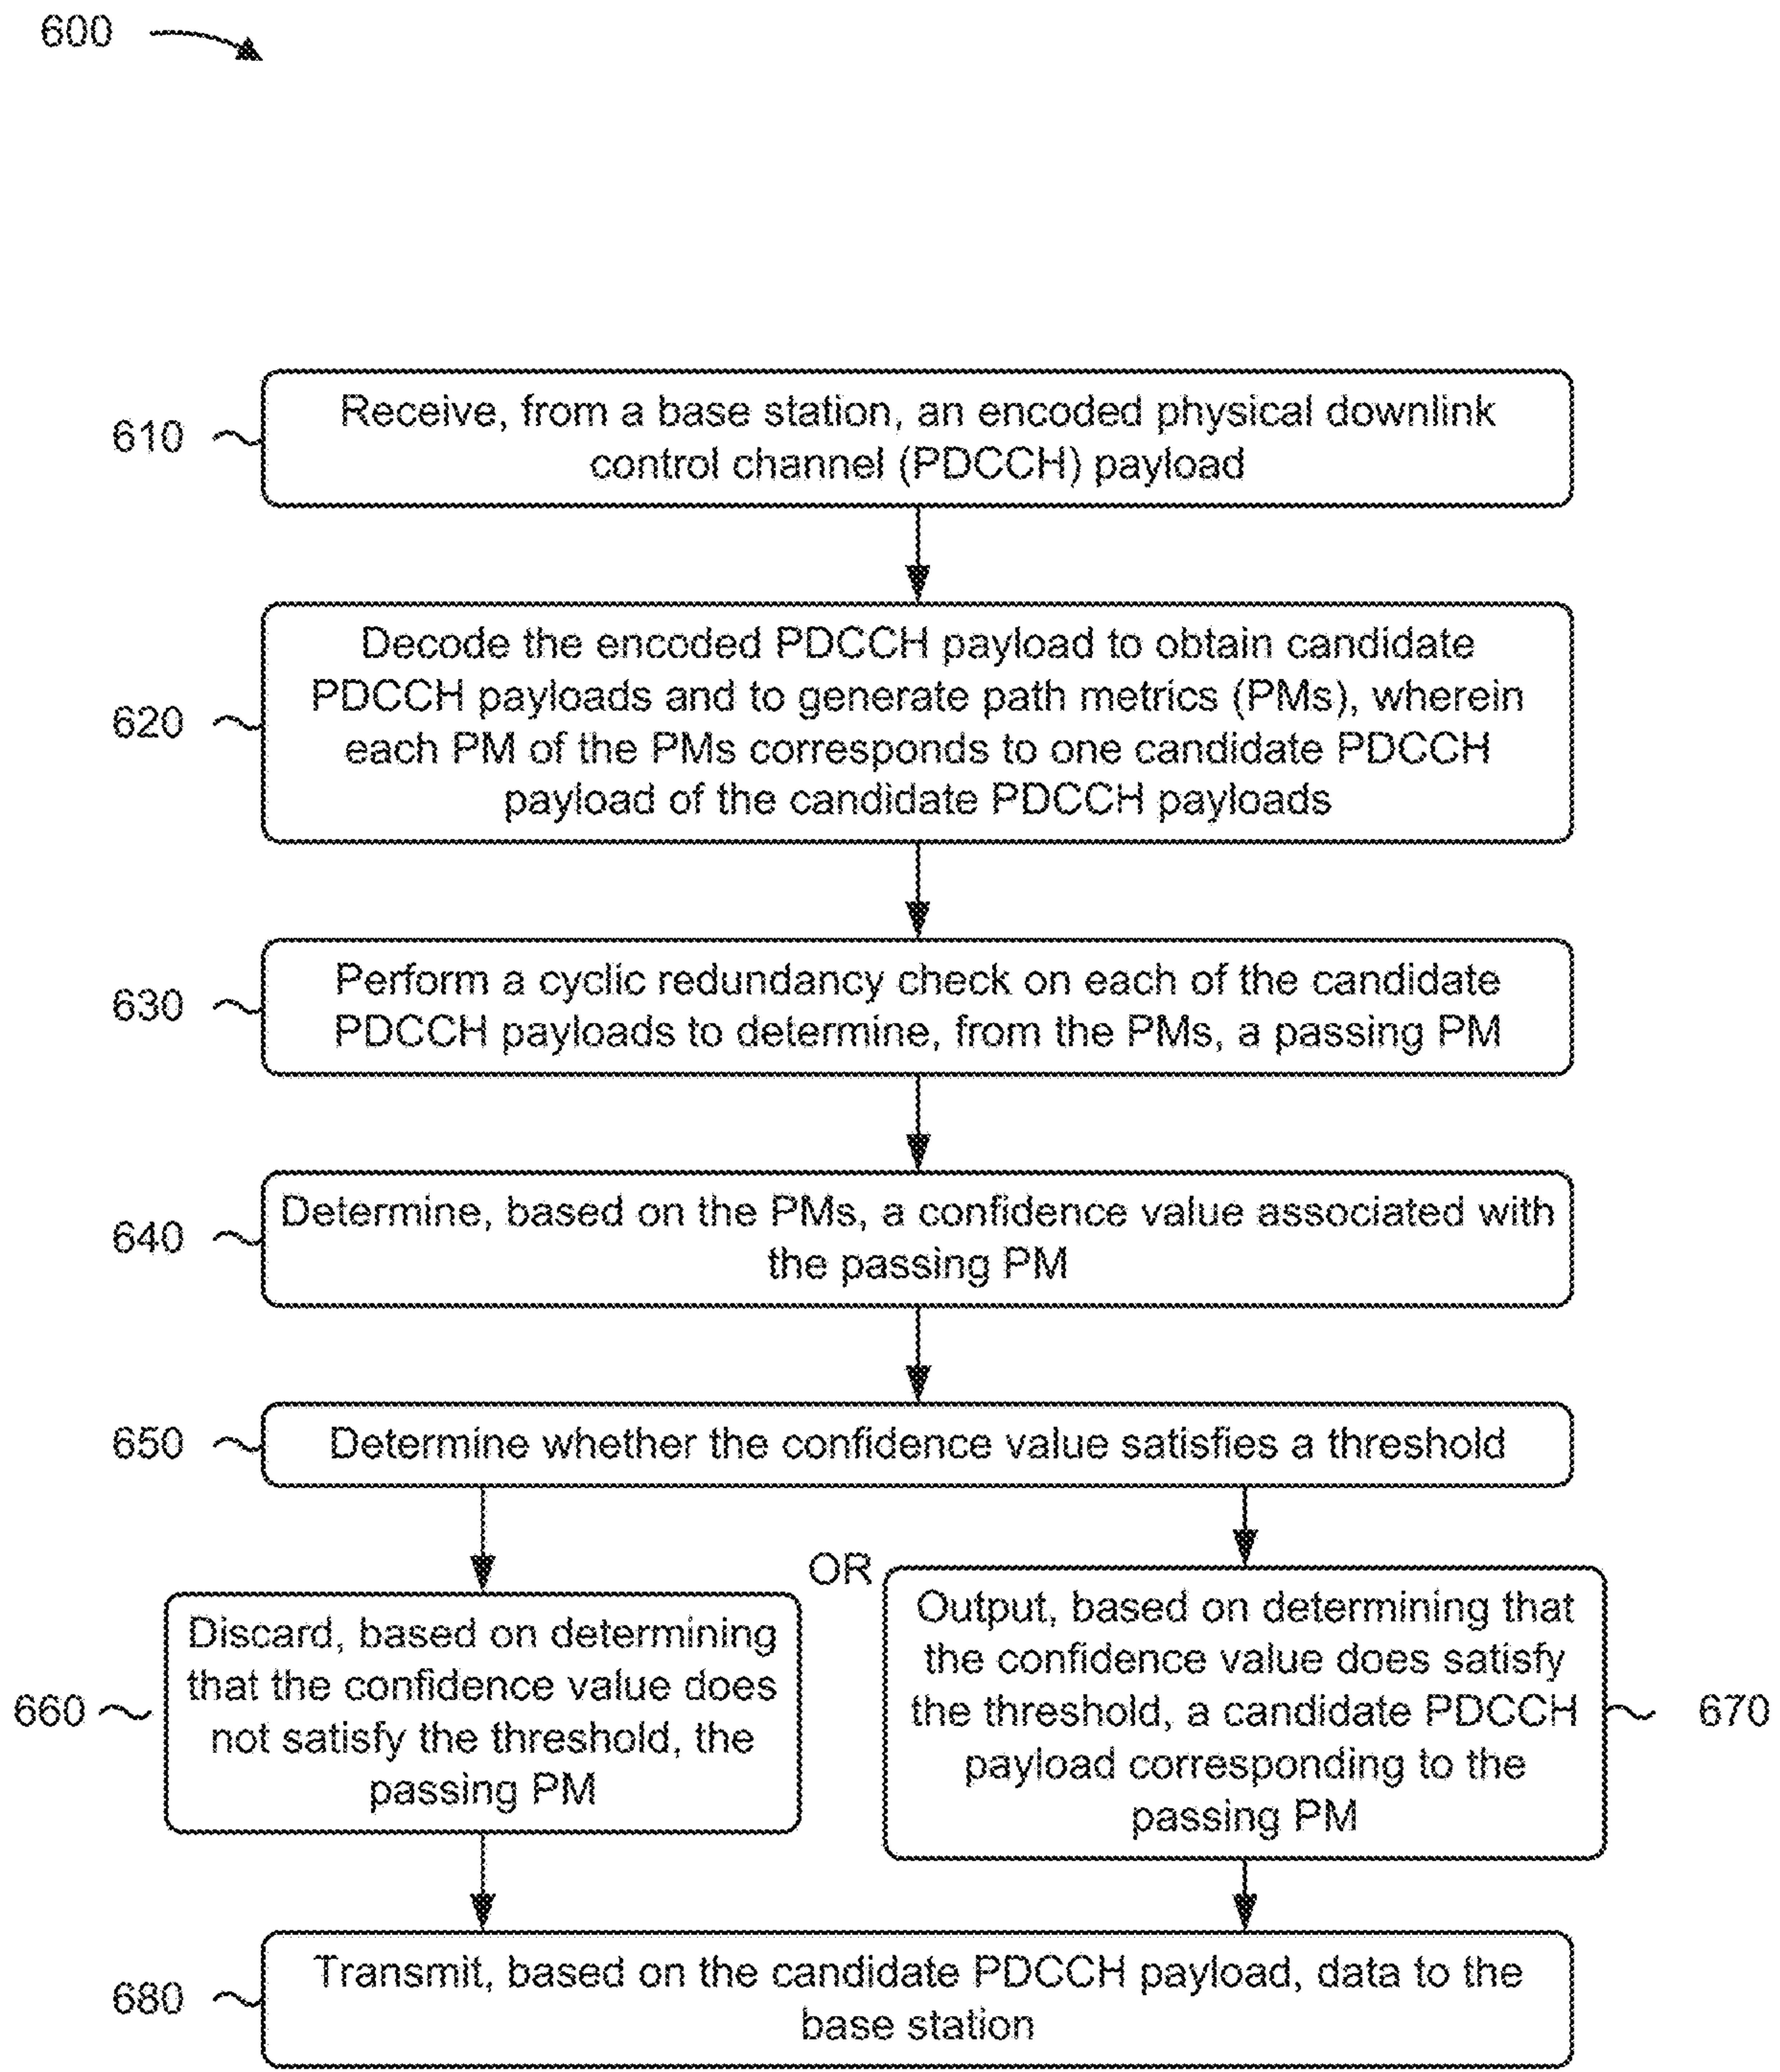 600
610
Receive, from a base station, an encoded physical downlink
control channel (PDCCH) payload
620
Decode the encoded PDCCH payload to obtain candidate
PDCCH payloads and to generate path metrics (PMs), wherein
each PM of the PMs corresponds to one candidate PDCCH
payload of the candidate PDCCH payloads
630
Perform a cyclic redundancy check on each of the candidate
PDCCH payloads to determine, from the PMs, a passing PM
640
Determine, based on the PMs, a confidence value associated with
the passing PM
650
Determine whether the confidence value satisfies a threshold
660
Discard, based on determining
that the confidence value does
not satisfy the threshold, the
passing PM
OR
Output, based on determining that
the confidence value does satisfy
the threshold, a candidate PDCCH
payload corresponding to the
passing PM
670
680
Transmit, based on the candidate PDCCH payload, data to the
base station